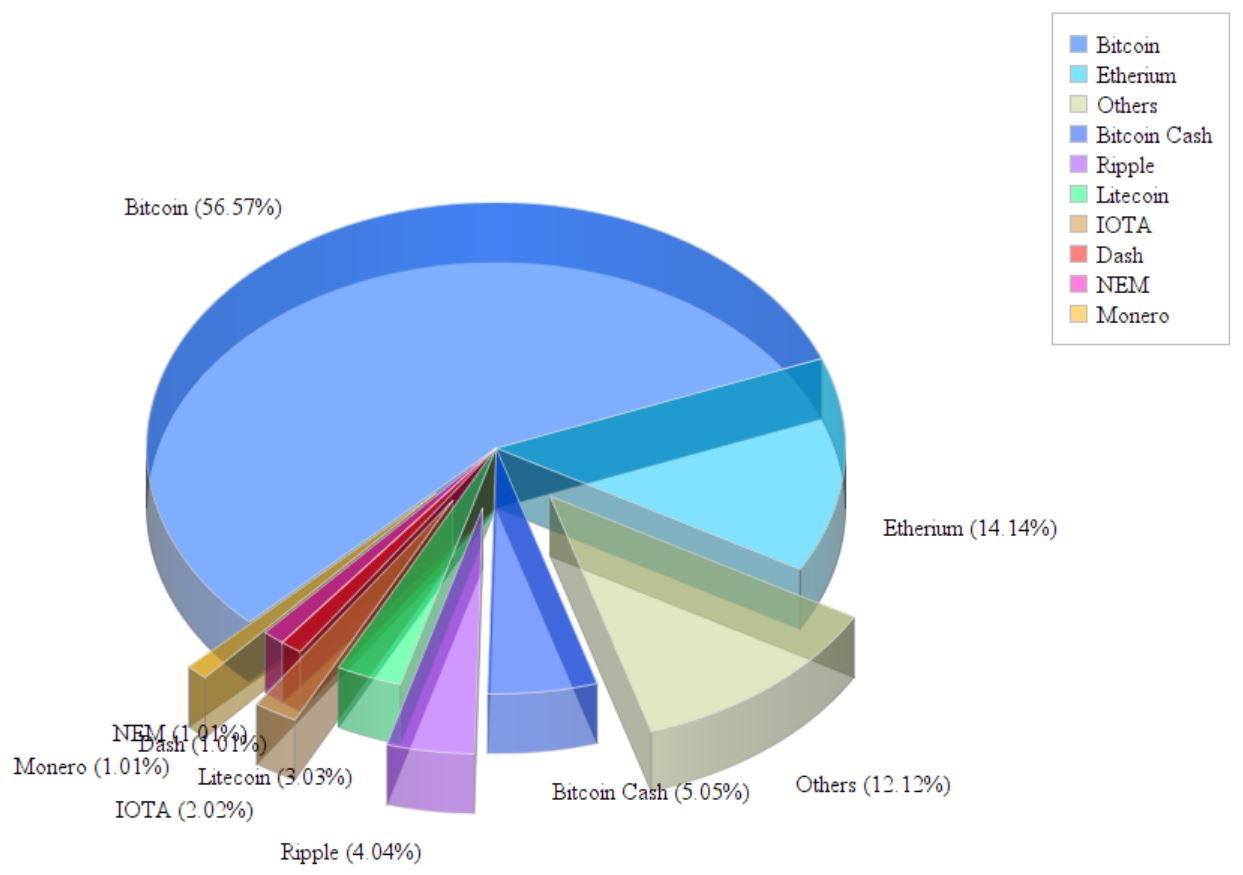 Bitcoin
Etherium
Others
Bitcoin Cash
Ripple
Litecoin
IOTA
Dash
NEM
Monero
Bitcoin (56.57%)
Etherium (14.14%)
NEM (1.01%)
Dash (1.01%)
Monero (1.01%)
Litecoin (3.03%)
Others (12.12%)
Bitcoin Cash (5.05%)
IOTA (2.02%)
Ripple (4.04%)